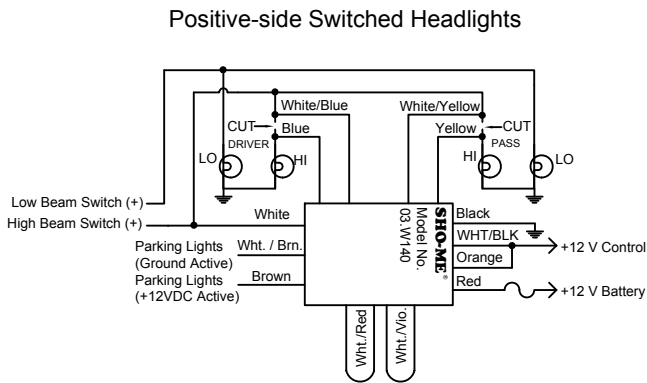 Positive-side Switched Headlights
White/Blue
White/Yellow
CUT
Blue
Yellow
CUT
DRIVER
PASS
LO
HI
HI
LO
Low Beam Switch (+)
High Beam Switch (+)
White
Black
SHO-ME®
Model No.
03.W140
Parking Lights
(Ground Active)
Wht. / Brn.
WHT/BLK
+12 V Control
Orange
Parking Lights
(+12VDC Active)
Brown
Red
+12 V Battery
Wht./Red
Wht./Vio.